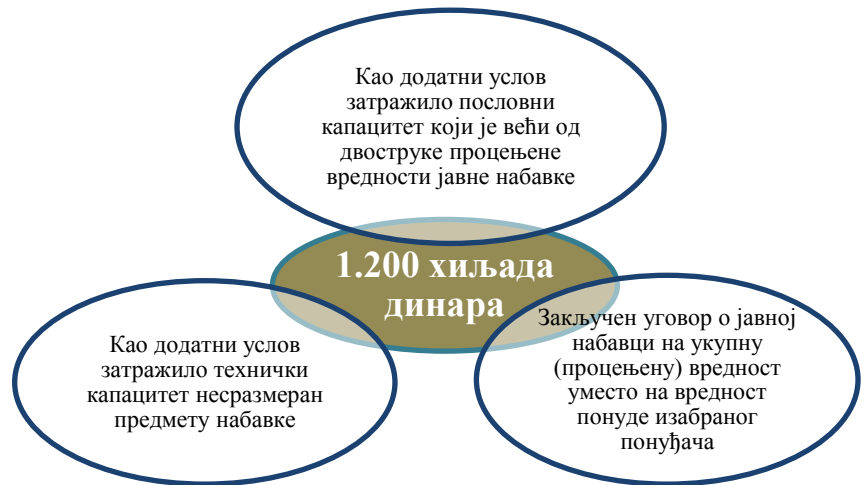 Као додатни услов
затражило пословни
капацитет који је већи од
двоструке процењене
вредности јавне набавке
1.200 хиљада
динара
Као додатни услов
затражило технички
капацитет несразмеран
предмету набавке
Закључен уговор о јавној
набавци на укупну
(процењену) вредност
уместо на вредност
понуде изабраног
понуђача